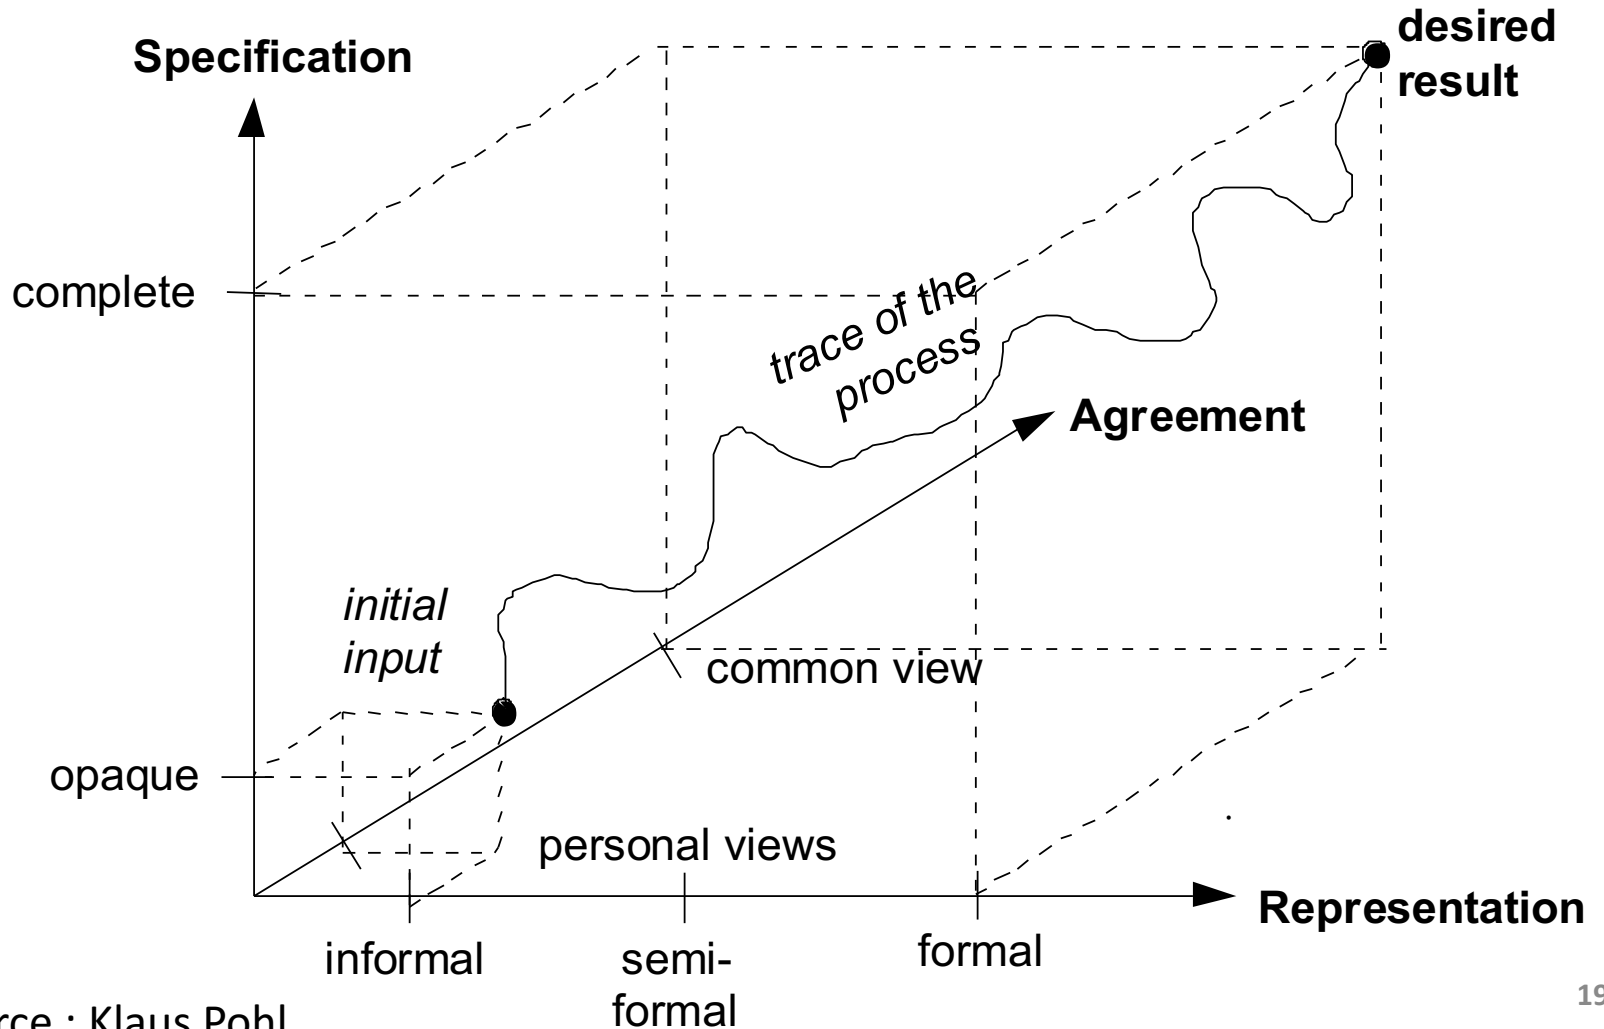 desired
result
Specification
complete
trace of the
process
Agreement
initial
input
common view
opaque
personal views
Representation
informal
semi-
formal
formal
19
: Klaus Pohl